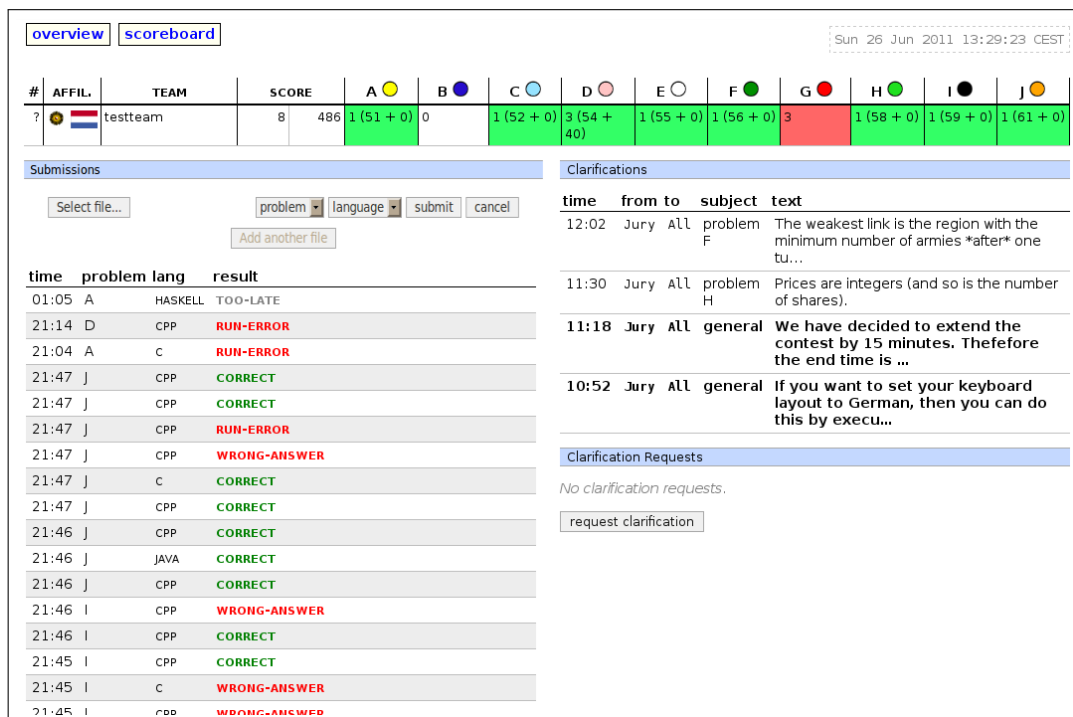 overview scoreboard
Sun 26 Jun 2011 13:29:23 CEST
# AFFIL. TEAM SCORE A B C D E F G H I J
? testteam 8 486 1 (51 + 0) 0 1 (52 + 0) 3 (54 + 40) 1 (55 + 0) 1 (56 + 0) 3 1 (58 + 0) 1 (59 + 0) 1 (61 + 0)
Submissions
Select file... problem language submit cancel
Add another file
time problem lang result
01:05 A HASKELL TOO-LATE
21:14 D CPP RUN-ERROR
21:04 A C RUN-ERROR
21:47 J CPP CORRECT
21:47 J CPP CORRECT
21:47 J CPP RUN-ERROR
21:47 J CPP WRONG-ANSWER
21:47 J C CORRECT
21:47 J CPP CORRECT
21:46 J CPP CORRECT
21:46 J JAVA CORRECT
21:46 J CPP CORRECT
21:46 I CPP WRONG-ANSWER
21:46 I CPP CORRECT
21:45 I CPP CORRECT
21:45 I C WRONG-ANSWER
21:45 I CPP WRONG-ANSWER
Clarifications
time from to subject text
12:02 Jury All problem F The weakest link is the region with the
minimum number of armies *after* one
tu...
11:30 Jury All problem H Prices are integers (and so is the number
of shares).
11:18 Jury All general We have decided to extend the
contest by 15 minutes. Thefefore
the end time is ...
10:52 Jury All general If you want to set your keyboard
layout to German, then you can do
this by execu...
Clarification Requests
No clarification requests.
request clarification